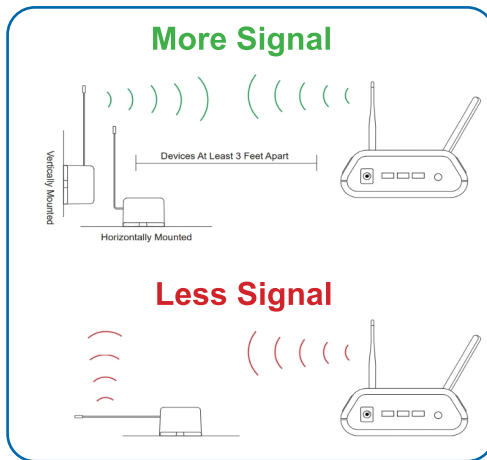 More Signal
Vertically Mounted
Devices At Least 3 Feet Apart
Horizontally Mounted
Less Signal